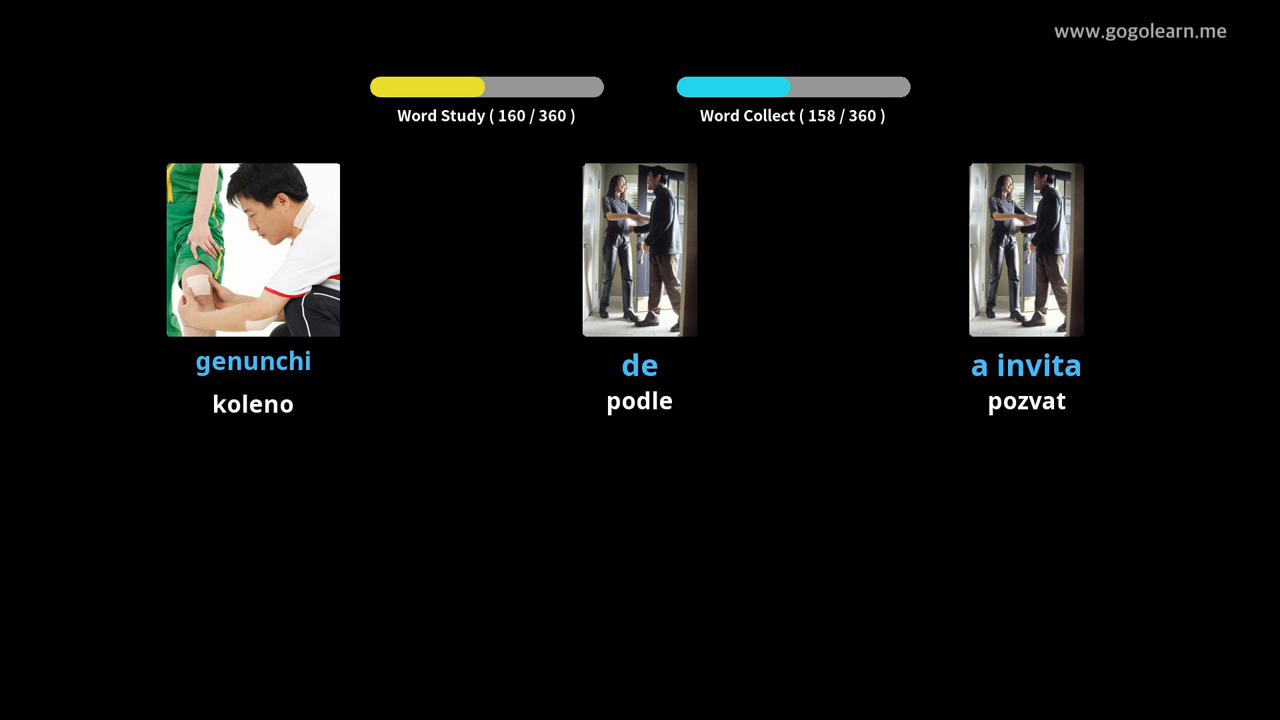 www.gogolearn.me
Word Study ( 160 / 360 )
Word Collect ( 158 / 360 )
genunchi
koleno
de
podle
a invita
pozvat